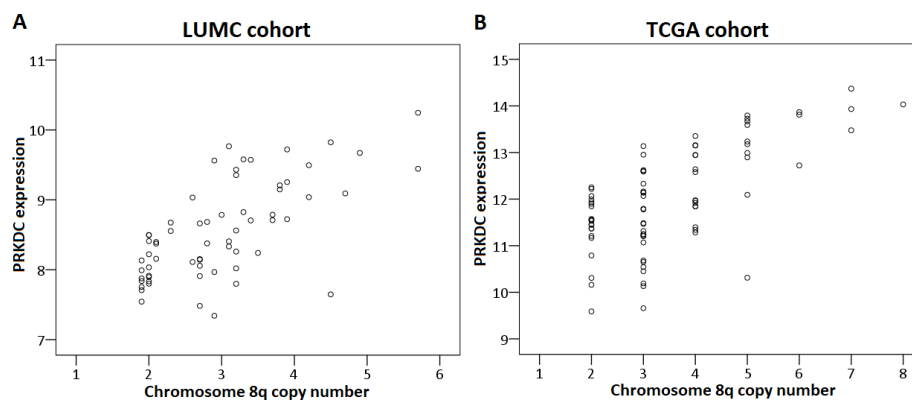 A
LUMC cohort
PRKDC expression
11
10
9
8
7
1 2 3 4 5 6
Chromosome 8q copy number
B
TCGA cohort
PRKDC expression
15
14
13
12
11
10
9
1 2 3 4 5 6 7 8
Chromosome 8q copy number